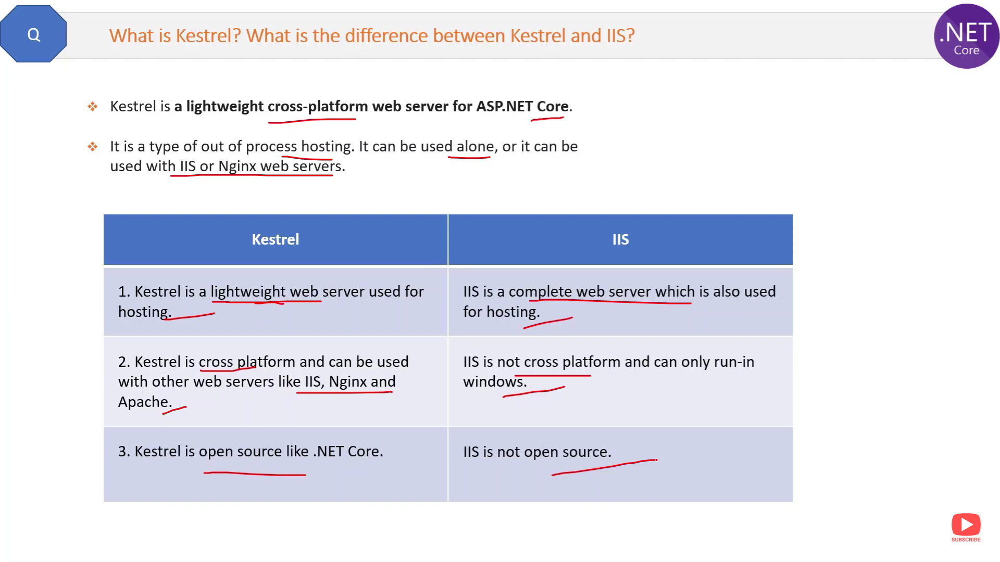 Q
What is Kestrel? What is the difference between Kestrel and IIS?
.NET
Core
Kestrel is a lightweight cross-platform web server for ASP.NET Core.
It is a type of out of process hosting. It can be used alone, or it can be
used with IIS or Nginx web servers.
Kestrel
IIS
1. Kestrel is a lightweight web server used for
hosting.
IIS is a complete web server which is also used
for hosting.
2. Kestrel is cross platform and can be used
with other web servers like IIS, Nginx and
Apache.
IIS is not cross platform and can only run-in
windows.
3. Kestrel is open source like .NET Core.
IIS is not open source.
SUBSCRIBE